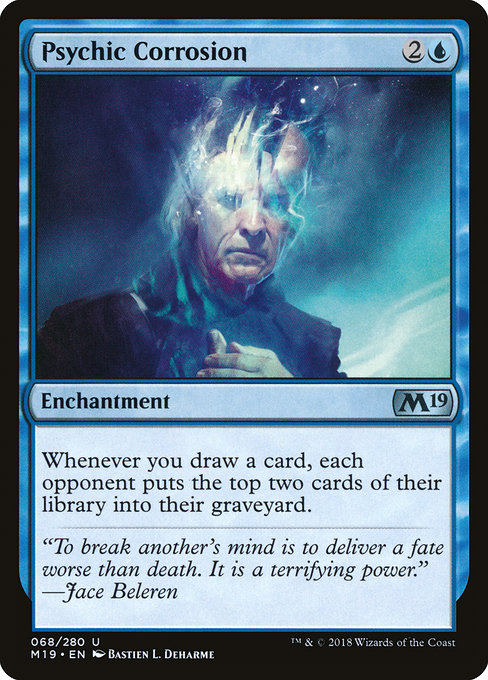 Psychic Corrosion 2
Enchantment M19
Whenever you draw a card, each
opponent puts the top two cards of their
library into their graveyard.
“To break another’s mind is to deliver a fate
worse than death. It is a terrifying power.”
—Jace Beleren
068/280 U ™ & © 2018 Wizards of the Coast
M19 • EN Bastien L. Deharme